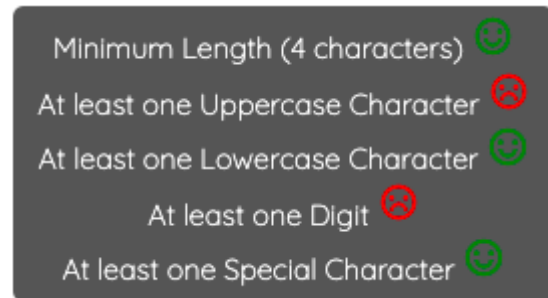 Minimum Length (4 characters)
At least one Uppercase Character
At least one Lowercase Character
At least one Digit
At least one Special Character